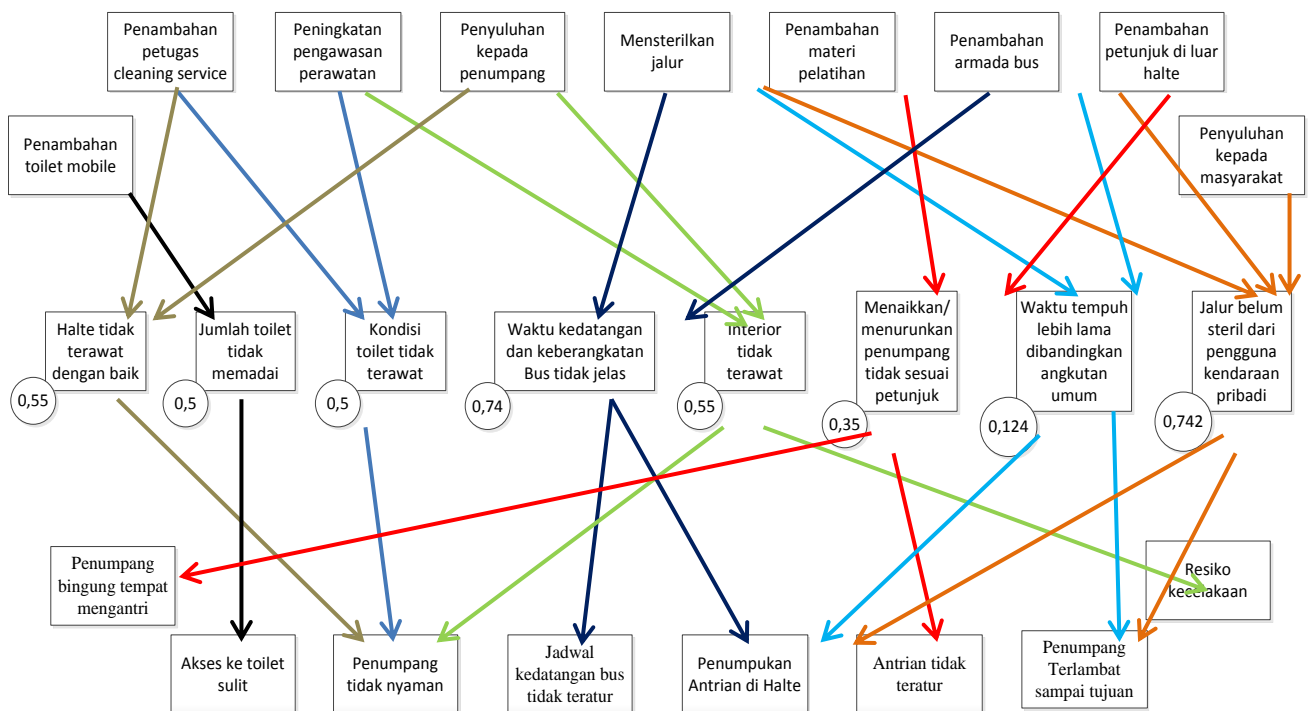 Penambahan
petugas
cleaning service
Peningkatan
pengawasan
perawatan
Penyuluhan
kepada
penumpang
Mensterilkan
jalur
Penambahan
materi
pelatihan
Penambahan
armada bus
Penambahan
petunjuk di luar
halte
Penambahan
toilet mobile
Penyuluhan
kepada
masyarakat
Halte tidak
terawat
dengan baik
0,55
Jumlah toilet
tidak
memadai
0,5
Kondisi
toilet tidak
terawat
0,5
Waktu kedatangan
dan keberangkatan
Bus tidak jelas
0,74
Interior
tidak
terawat
0,55
Menaikkan/
menurunkan
penumpang
tidak sesuai
petunjuk
0,35
Waktu tempuh
lebih lama
dibandingkan
angkutan
umum
0,124
Jalur belum
steril dari
pengguna
kendaraan
pribadi
0,742
Penumpang
bingung tempat
mengantri
Resiko
kecelakaan
Akses ke toilet
sulit
Penumpang
tidak nyaman
Jadwal
kedatangan bus
tidak teratur
Penumpukan
Antrian di Halte
Antrian tidak
teratur
Penumpang
Terlambat
sampai tujuan